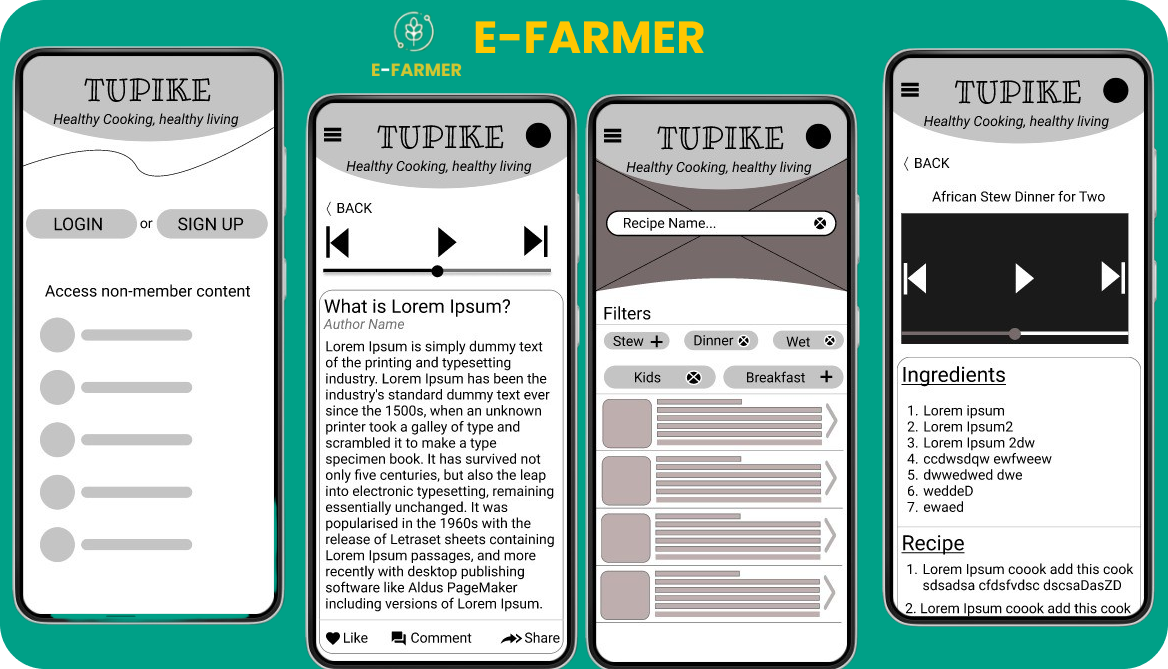 E-FARMER
E-FARMER
TUPIKE
Healthy Cooking, healthy living
LOGIN or SIGN UP
Access non-member content
TUPIKE
Healthy Cooking, healthy living
〈 BACK
What is Lorem Ipsum?
Author Name
Lorem Ipsum is simply dummy text
of the printing and typesetting
industry. Lorem Ipsum has been the
industry's standard dummy text ever
since the 1500s, when an unknown
printer took a galley of type and
scrambled it to make a type
specimen book. It has survived not
only five centuries, but also the leap
into electronic typesetting, remaining
essentially unchanged. It was
popularised in the 1960s with the
release of Letraset sheets containing
Lorem Ipsum passages, and more
recently with desktop publishing
software like Aldus PageMaker
including versions of Lorem Ipsum.
Like Comment Share
TUPIKE
Healthy Cooking, healthy living
Recipe Name...
Filters
Stew + Dinner Wet
Kids Breakfast +
TUPIKE
Healthy Cooking, healthy living
〈 BACK
African Stew Dinner for Two
Ingredients
1. Lorem ipsum
2. Lorem Ipsum2
3. Lorem Ipsum 2dw
4. ccdwsdqw ewfweew
5. dwwedwed dwe
6. weddeD
7. ewaed
Recipe
1. Lorem Ipsum coook add this cook
sdsadsa cfdsfvdsc dscsaDasZD
2. Lorem Ipsum coook add this cook